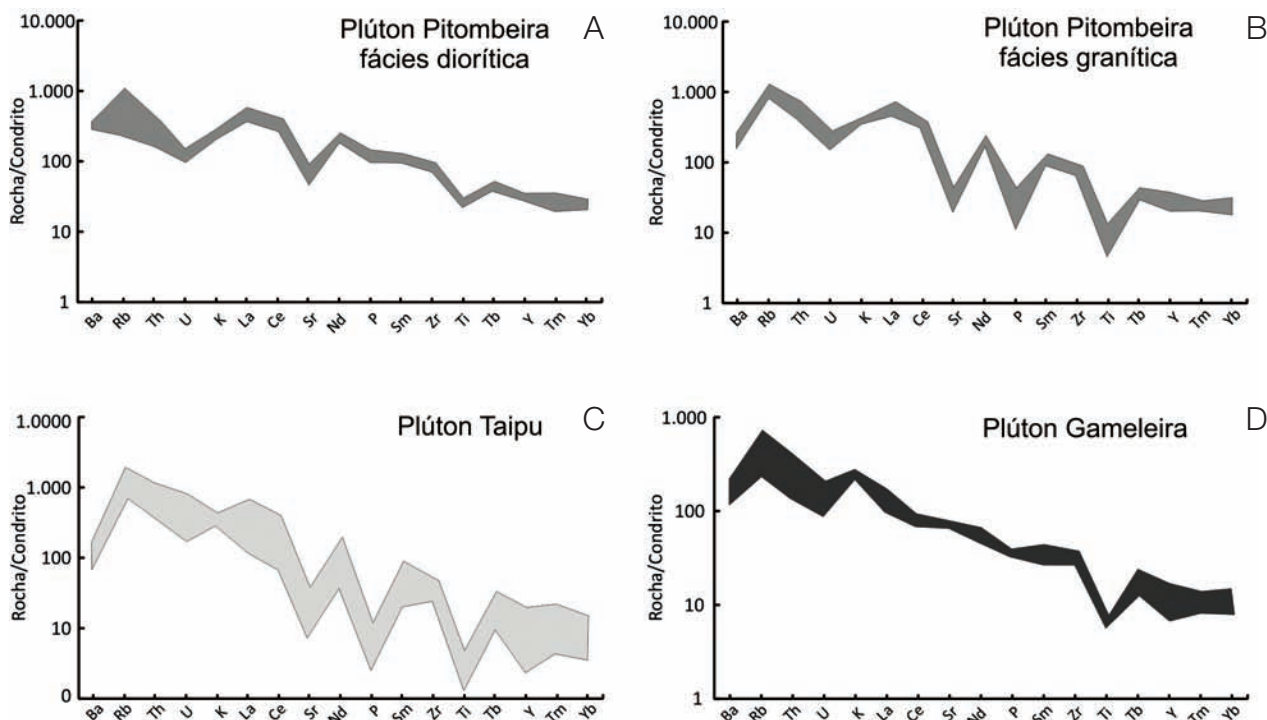 Plúton Pitombeira
fácies diorítica
A
10.000
1.000
100
10
1
Rocha/Condrito
Ba Rb Th U K La Ce Sr Nd P Sm Zr Ti Tb Y Tm Yb
Plúton Pitombeira
fácies granítica
B
10.000
1.000
100
10
1
Rocha/Condrito
Ba Rb Th U K La Ce Sr Nd P Sm Zr Ti Tb Y Tm Yb
Plúton Taipu
C
1.0000
1.000
100
10
0
Rocha/Condrito
Ba Rb Th U K La Ce Sr Nd P Sm Zr Ti Tb Y Tm Yb
Plúton Gameleira
D
1.000
100
10
1
Rocha/Condrito
Ba Rb Th U K La Ce Sr Nd P Sm Zr Ti Tb Y Tm Yb